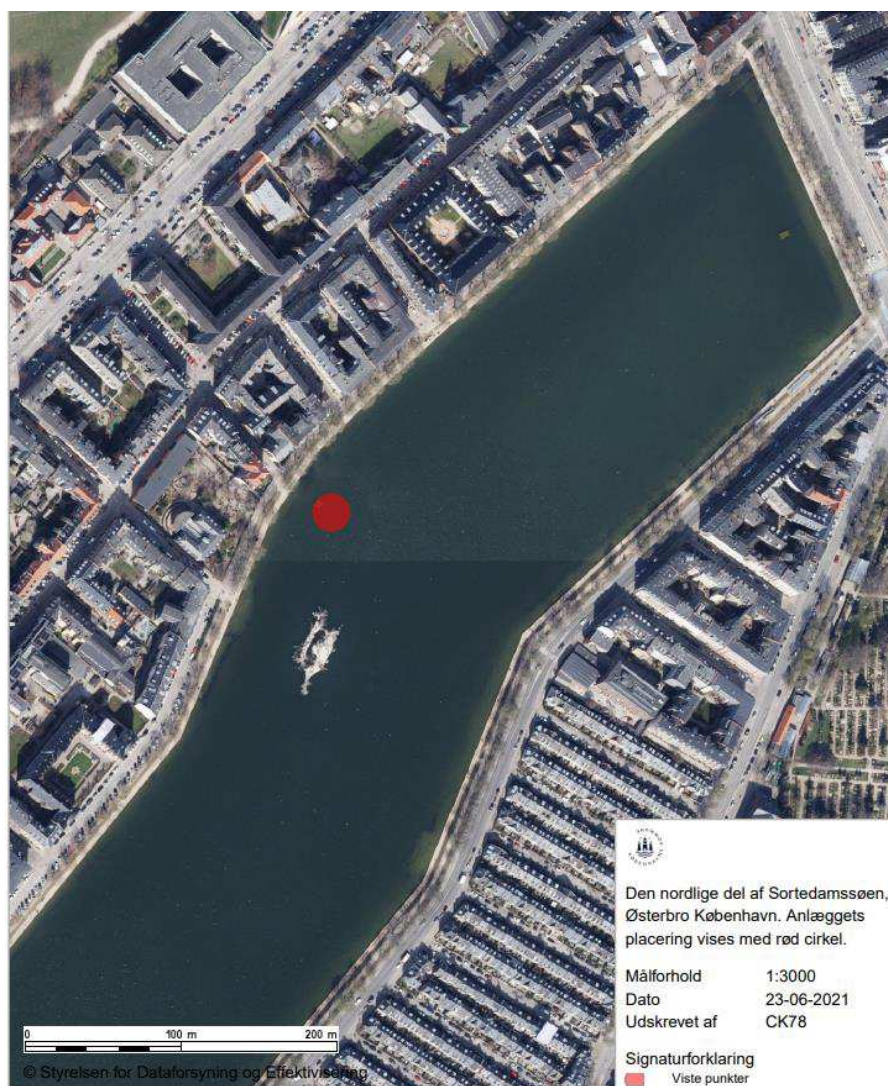 0 100 m 200 m
© Styrelsen for Dataforsyning og Effektivisering
KØBENHAVNS
Den nordlige del af Sortedamssøen,
Østerbro København. Anlæggets
placering vises med rød cirkel.
Målforhold 1:3000
Dato 23-06-2021
Udskrevet af CK78
Signaturforklaring
Viste punkter